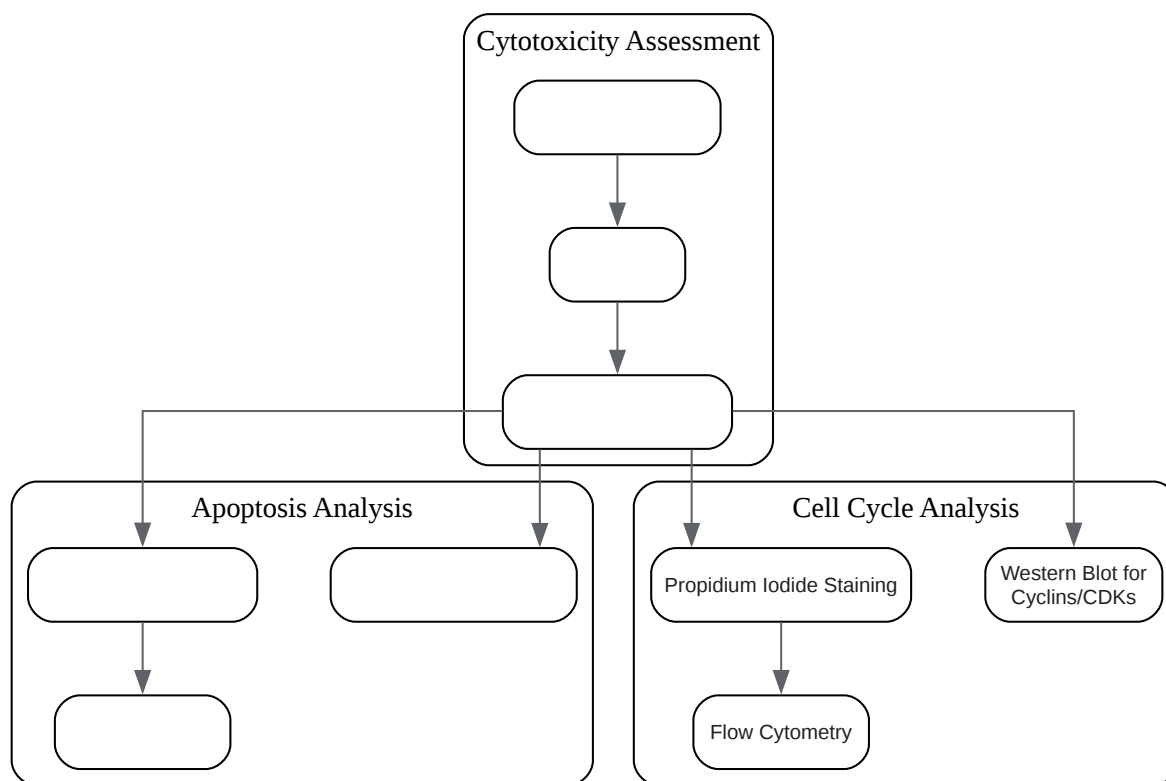 Cytotoxicity Assessment
Apoptosis Analysis
Cell Cycle Analysis
Propidium Iodide Staining
Western Blot for
Cyclins/CDKs
Flow Cytometry